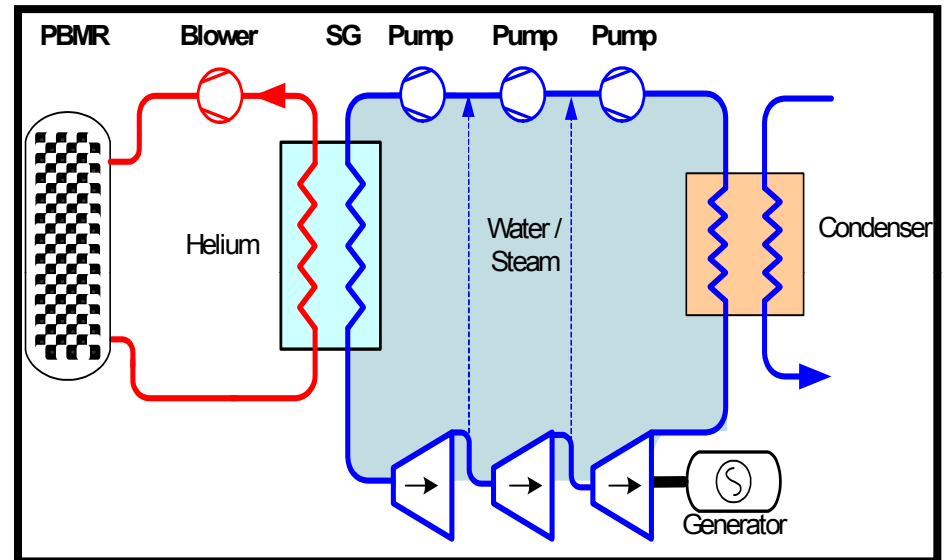 PBMR Blower SG Pump Pump Pump
Helium
Water /
Steam
Condenser
Generator